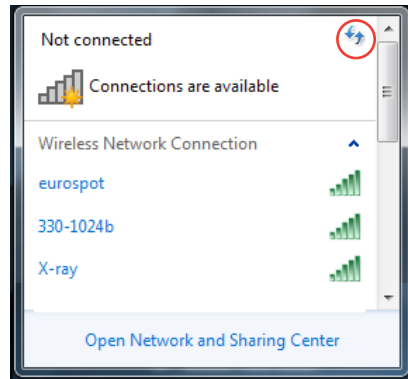 Not connected
Connections are available
Wireless Network Connection
eurospot
330-1024b
X-ray
Open Network and Sharing Center